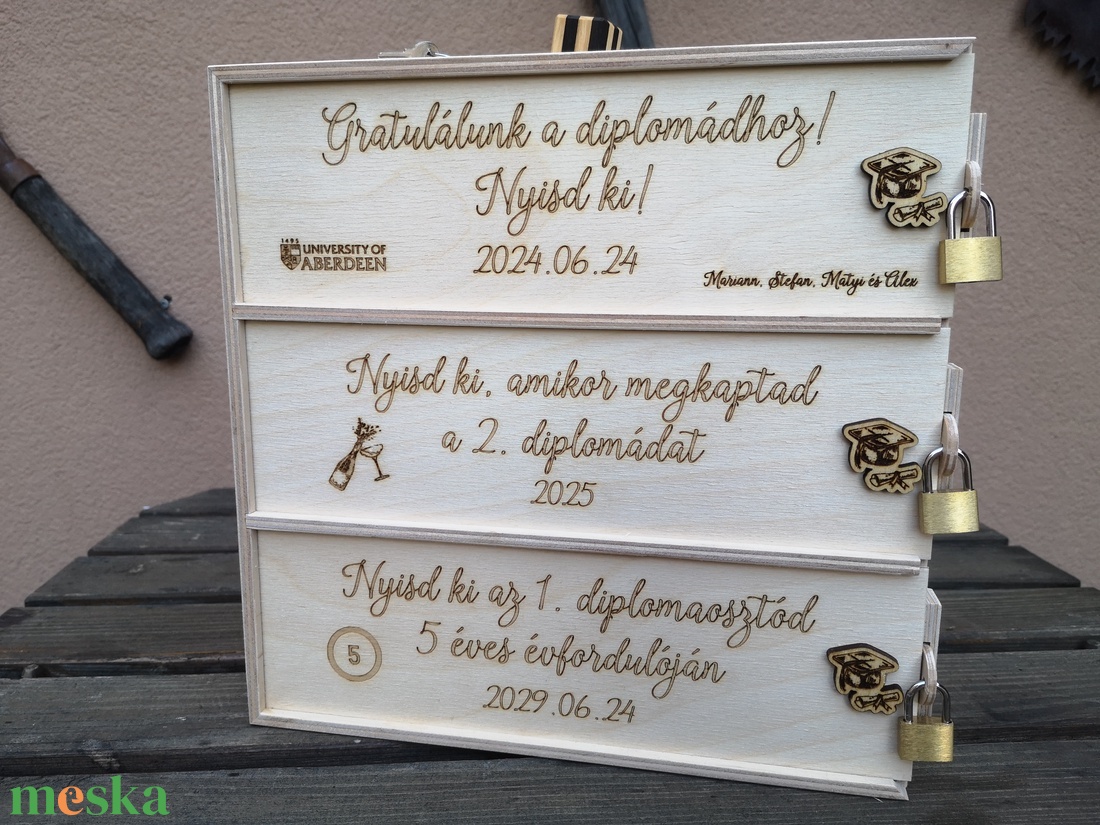 Gratulálunk a diplomádhoz!
Nyisd ki!
1495
UNIVERSITY OF
ABERDEEN
2024.06.24
Mariann, Stefan, Matyi és Alex
Nyisd ki, amikor megkaptad
a 2. diplomádat
2025
Nyisd ki az 1. diplomaosztód
5 éves évfordulóján
5
2029.06.24
meska